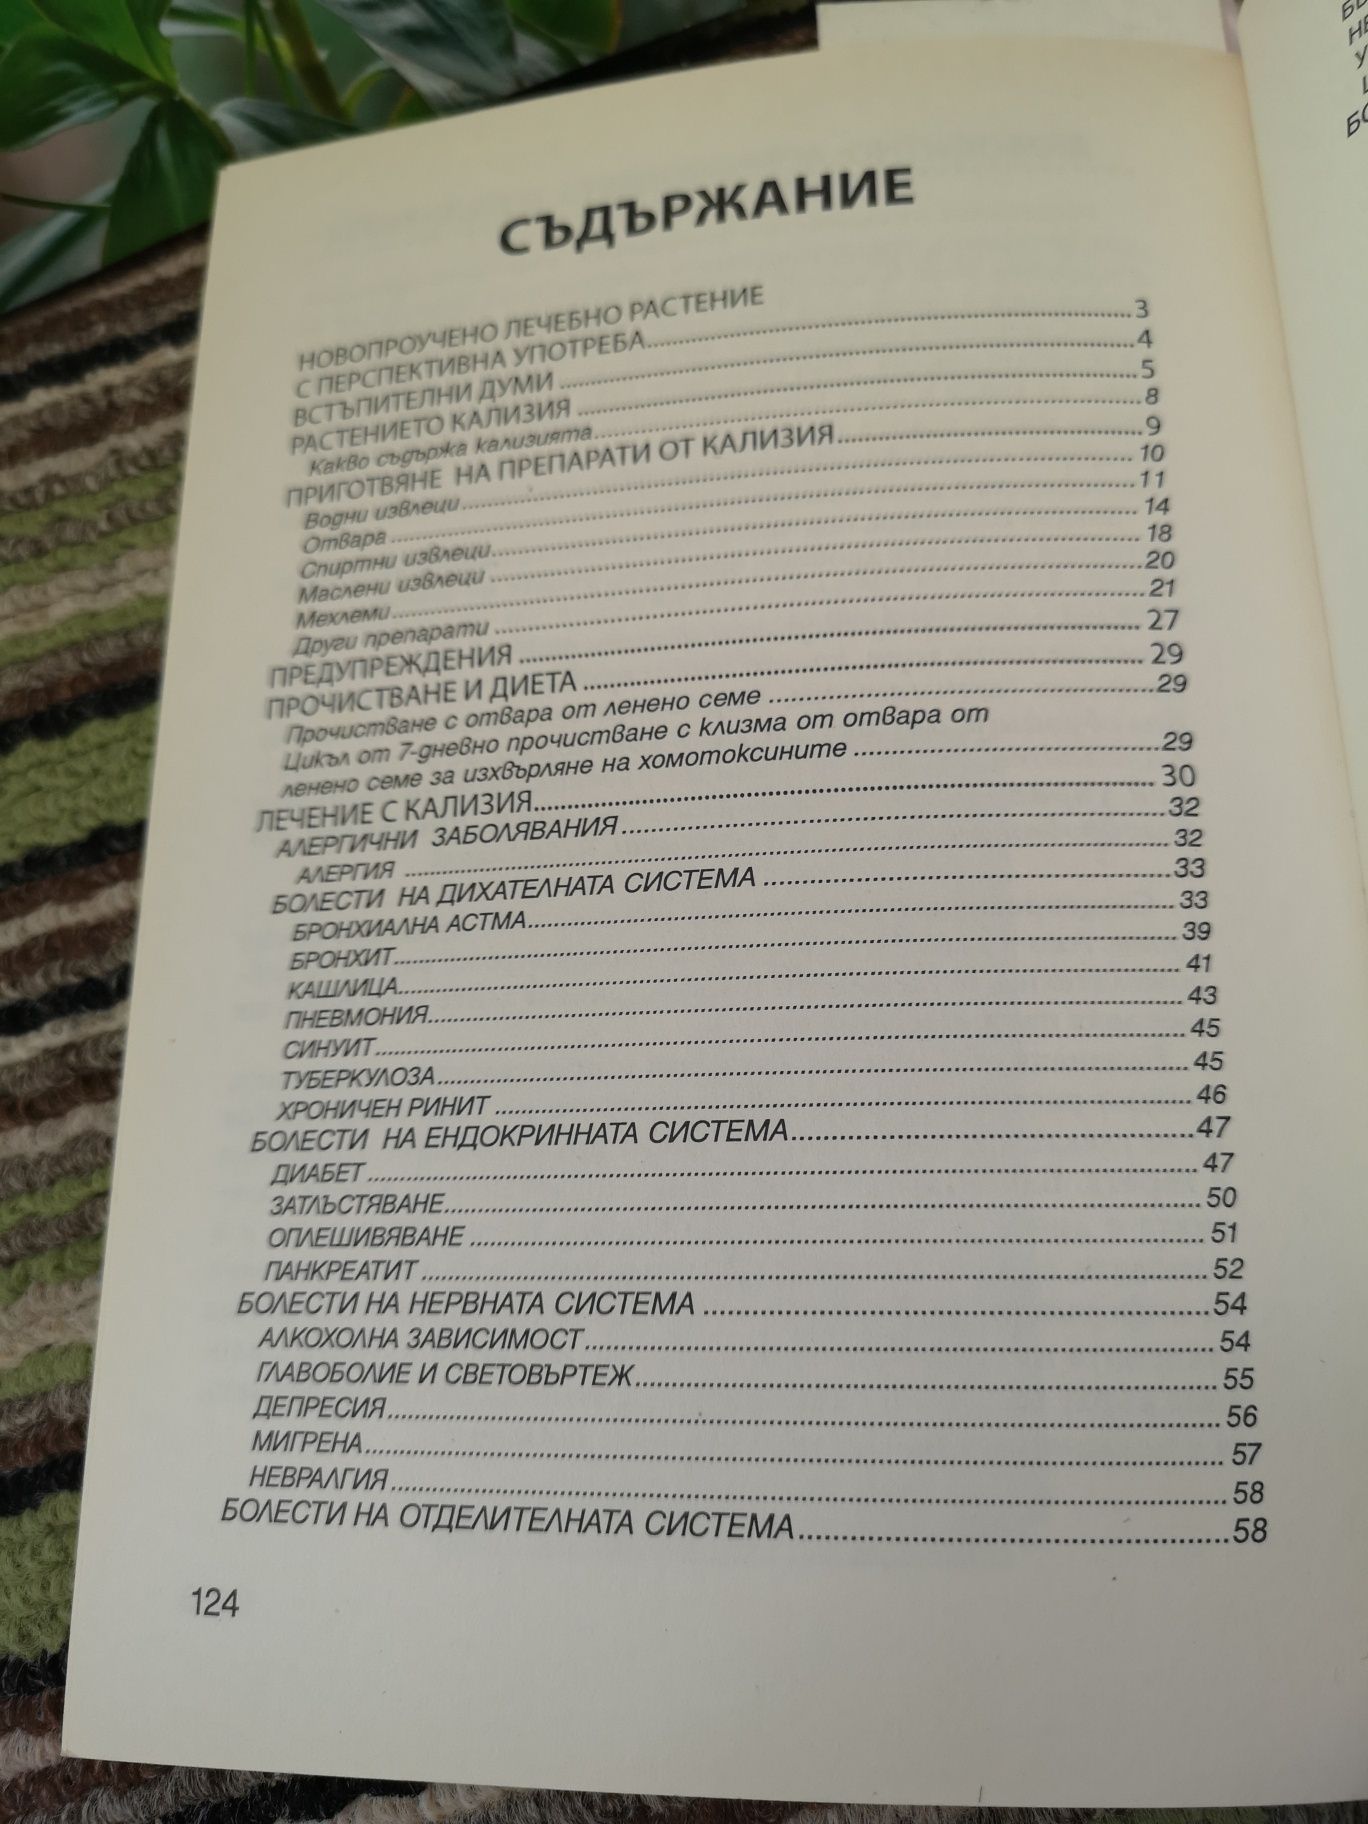 СЪДЪРЖАНИЕ
НОВОПРОУЧЕНО ЛЕЧЕБНО РАСТЕНИЕ
С ПЕРСПЕКТИВНА УПОТРЕБА 3
ВСТЪПИТЕЛНИ ДУМИ 4
РАСТЕНИЕТО КАЛИЗИЯ 5
Какво съдържа кализията 8
ПРИГОТВЯНЕ НА ПРЕПАРАТИ ОТ КАЛИЗИЯ 9
Водни извлеци 10
Отвара 11
Спиртни извлеци 14
Маслени извлеци 18
Мехлеми 20
Други препарати 21
ПРЕДУПРЕЖДЕНИЯ 27
ПРОЧИСТВАНЕ И ДИЕТА 29
Прочистване с отвара от ленено семе 29
Цикъл от 7-дневно прочистване с клизма от отвара от
ленено семе за изхвърляне на хомотоксините 29
ЛЕЧЕНИЕ С КАЛИЗИЯ 30
АЛЕРГИЧНИ ЗАБОЛЯВАНИЯ 32
АЛЕРГИЯ 32
БОЛЕСТИ НА ДИХАТЕЛНАТА СИСТЕМА 33
БРОНХИАЛНА АСТМА 33
БРОНХИТ 39
КАШЛИЦА 41
ПНЕВМОНИЯ 43
СИНУИТ 45
ТУБЕРКУЛОЗА 45
ХРОНИЧЕН РИНИТ 46
БОЛЕСТИ НА ЕНДОКРИННАТА СИСТЕМА 47
ДИАБЕТ 47
ЗАТЛЪСТЯВАНЕ 50
ОПЛЕШИВЯВАНЕ 51
ПАНКРЕАТИТ 52
БОЛЕСТИ НА НЕРВНАТА СИСТЕМА 54
АЛКОХОЛНА ЗАВИСИМОСТ 54
ГЛАВОБОЛИЕ И СВЕТОВЪРТЕЖ 55
ДЕПРЕСИЯ 56
МИГРЕНА 57
НЕВРАЛГИЯ 58
БОЛЕСТИ НА ОТДЕЛИТЕЛНАТА СИСТЕМА 58
124